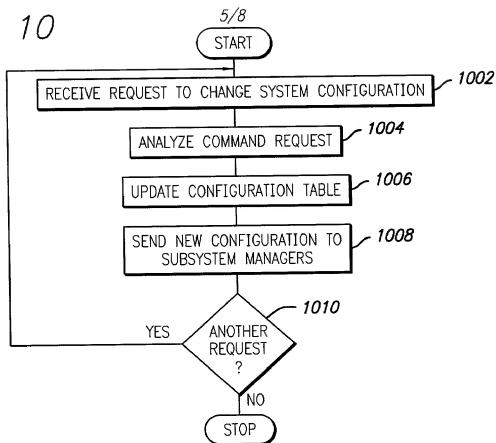 10
5/8
START
RECEIVE REQUEST TO CHANGE SYSTEM CONFIGURATION
1002
ANALYZE COMMAND REQUEST
1004
UPDATE CONFIGURATION TABLE
1006
SEND NEW CONFIGURATION TO
SUBSYSTEM MANAGERS
1008
1010
YES
ANOTHER
REQUEST
?
NO
STOP